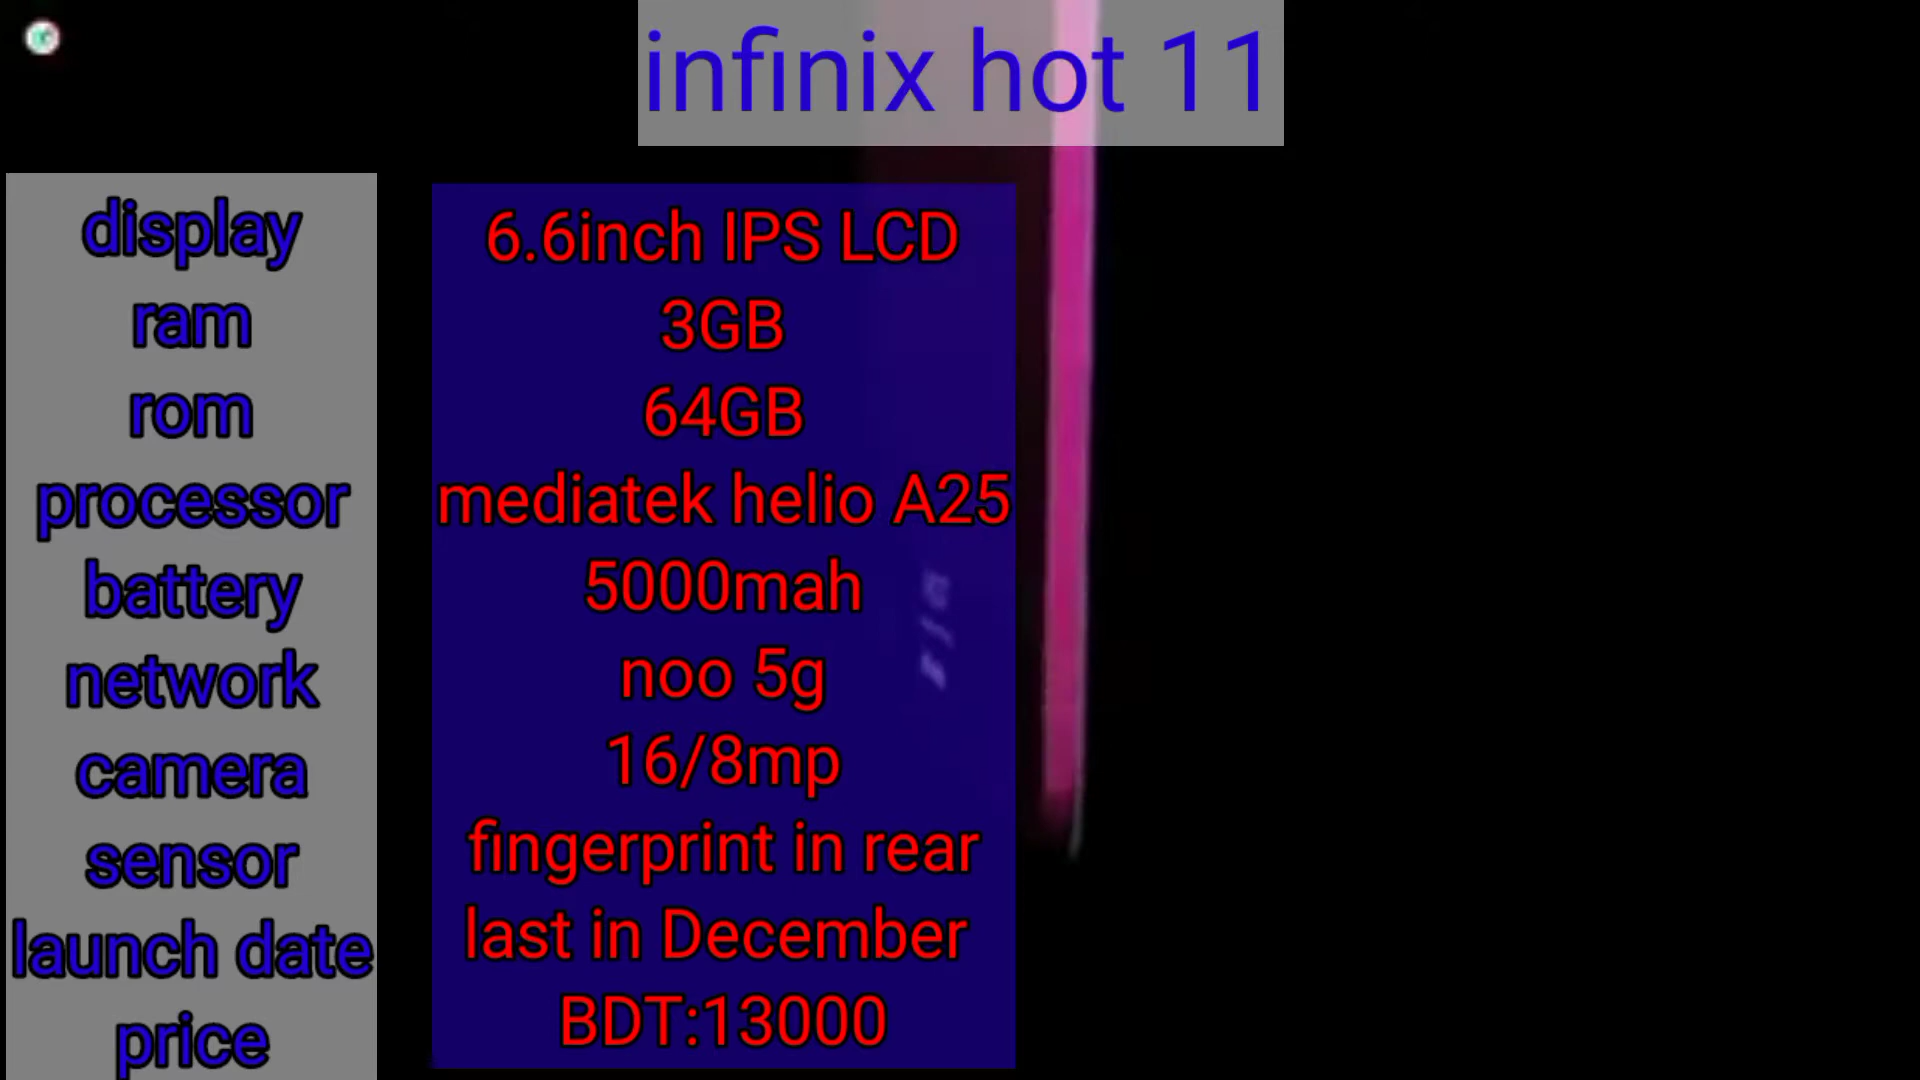 infinix hot 11
display
ram
rom
processor
battery
network
camera
sensor
launch date
price
6.6inch IPS LCD
3GB
64GB
mediatek helio A25
5000mah
noo 5g
16/8mp
fingerprint in rear
last in December
BDT:13000